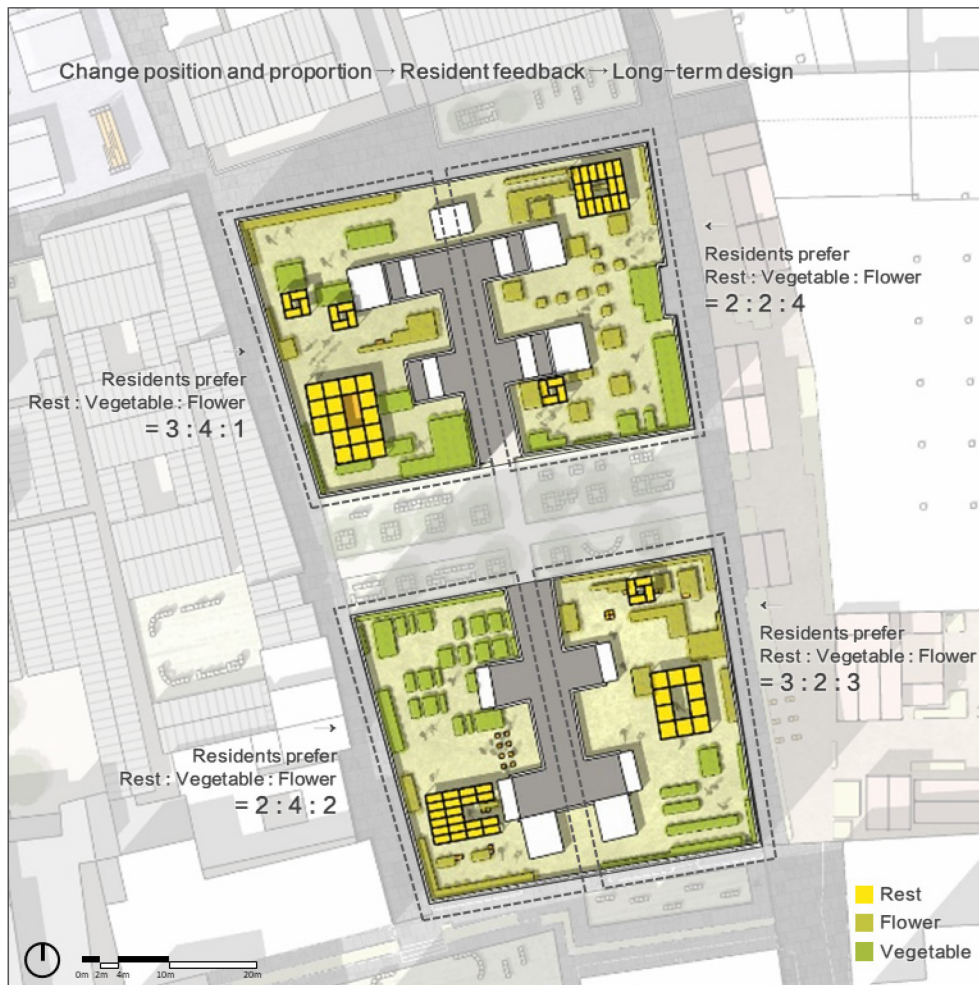 Change position and proportion → Resident feedback → Long-term design
Residents prefer
Rest : Vegetable : Flower
= 2 : 2 : 4
Residents prefer
Rest : Vegetable : Flower
= 3 : 4 : 1
Residents prefer
Rest : Vegetable : Flower
= 3 : 2 : 3
Residents prefer
Rest : Vegetable : Flower
= 2 : 4 : 2
Rest
Flower
Vegetable
0m 2m 4m 10m 20m